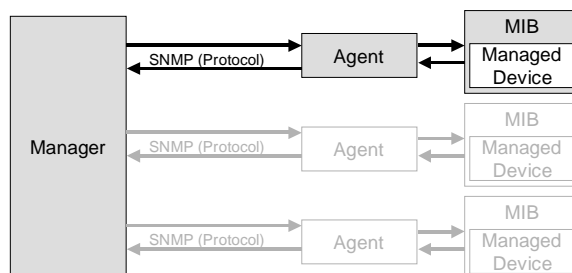 MIB
SNMP (Protocol)
Agent
Managed
Device
Manager
MIB
SNMP (Protocol)
Agent
Managed
Device
MIB
SNMP (Protocol)
Agent
Managed
Device